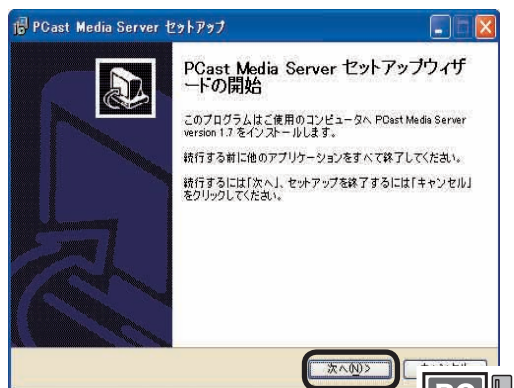 PCast Media Server セットアップ
PCast Media Server セットアップウィザ
ードの開始
このプログラムはご使用のコンピュータへ PCast Media Server
version 1.7 をインストールします。
続行する前に他のアプリケーションをすべて終了してください。
続行するには「次へ」、セットアップを終了するには「キャンセル」
をクリックしてください。
次へ(N)>